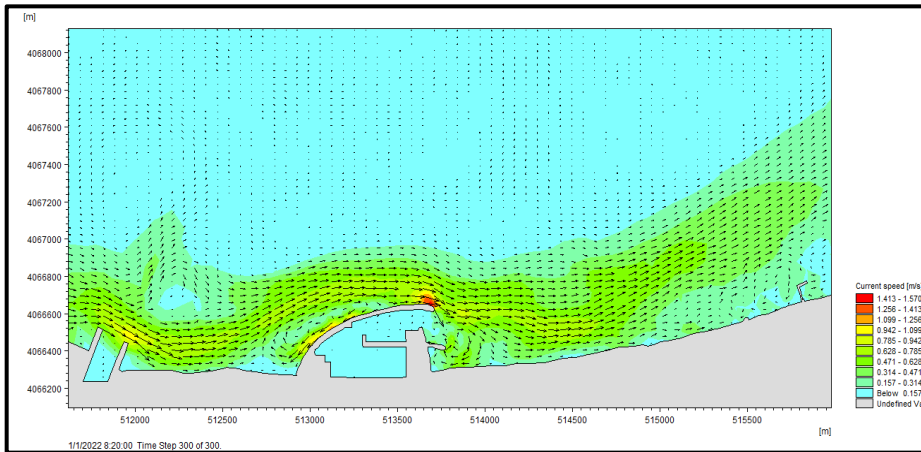 [m]
4068000
4067800
4067600
4067400
4067200
4067000
4066800
4066600
4066400
4066200
512000 512500 513000 513500 514000 514500 515000 515500
[m]
Current speed [m/s
1.413 - 1.570
1.256 - 1.413
1.099 - 1.256
0.942 - 1.099
0.785 - 0.942
0.628 - 0.785
0.471 - 0.628
0.314 - 0.471
0.157 - 0.314
Below 0.157
Undefined Va
1/1/2022 8:20:00 Time Step 300 of 300.